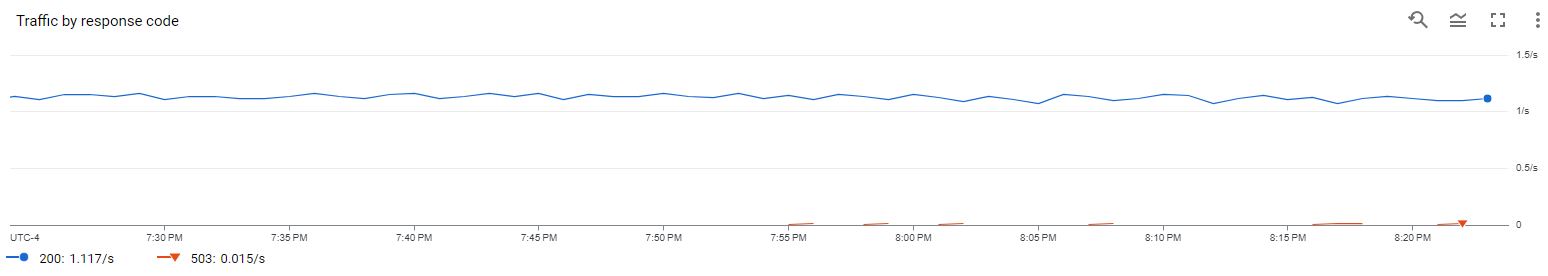 Traffic by response code
1.5/s
1/s
0.5/s
0
UTC-4 7:30 PM 7:35 PM 7:40 PM 7:45 PM 7:50 PM 7:55 PM 8:00 PM 8:05 PM 8:10 PM 8:15 PM 8:20 PM
200: 1.117/s 503: 0.015/s